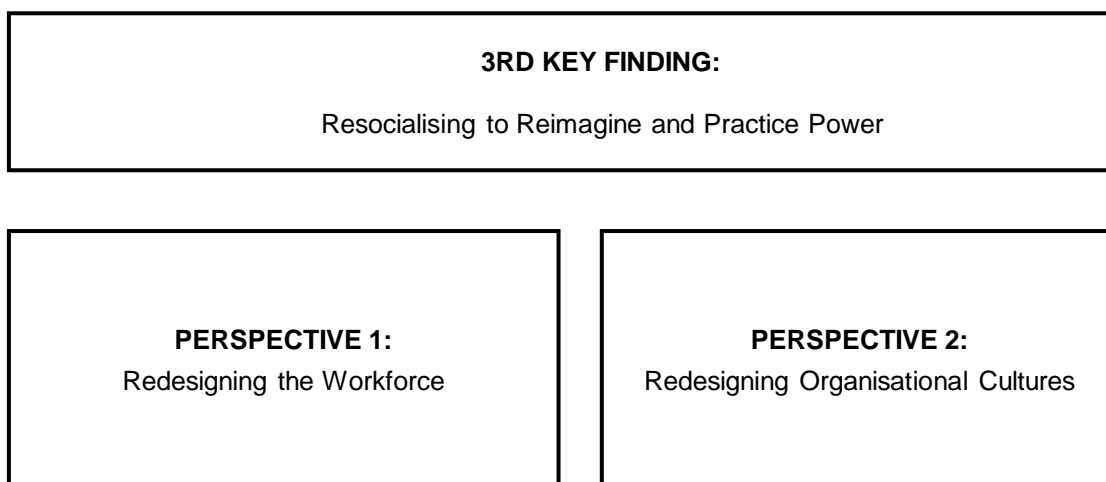 3RD KEY FINDING:
Resocialising to Reimagine and Practice Power
PERSPECTIVE 1:
Redesigning the Workforce
PERSPECTIVE 2:
Redesigning Organisational Cultures